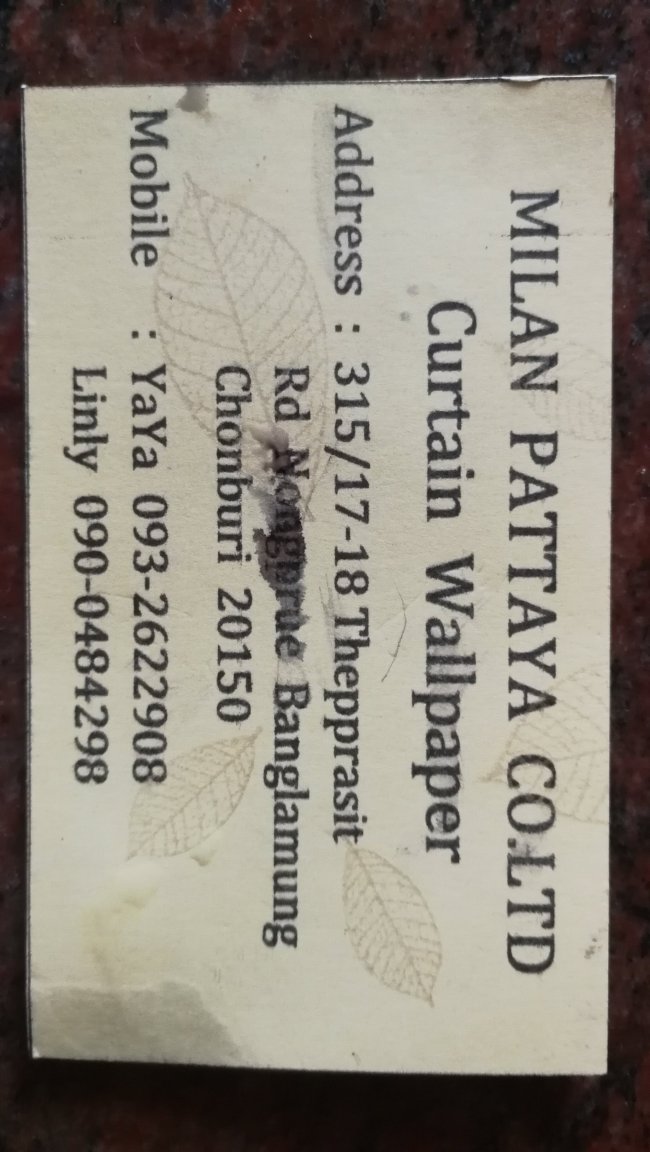 MILAN PATTAYA CO.LTD
Curtain Wallpaper
Address : 315/17-18 Thepprasit
Rd Nongprue Banglamung
Chonburi 20150
Mobile : YaYa 093-2622908
Linly 090-0484298